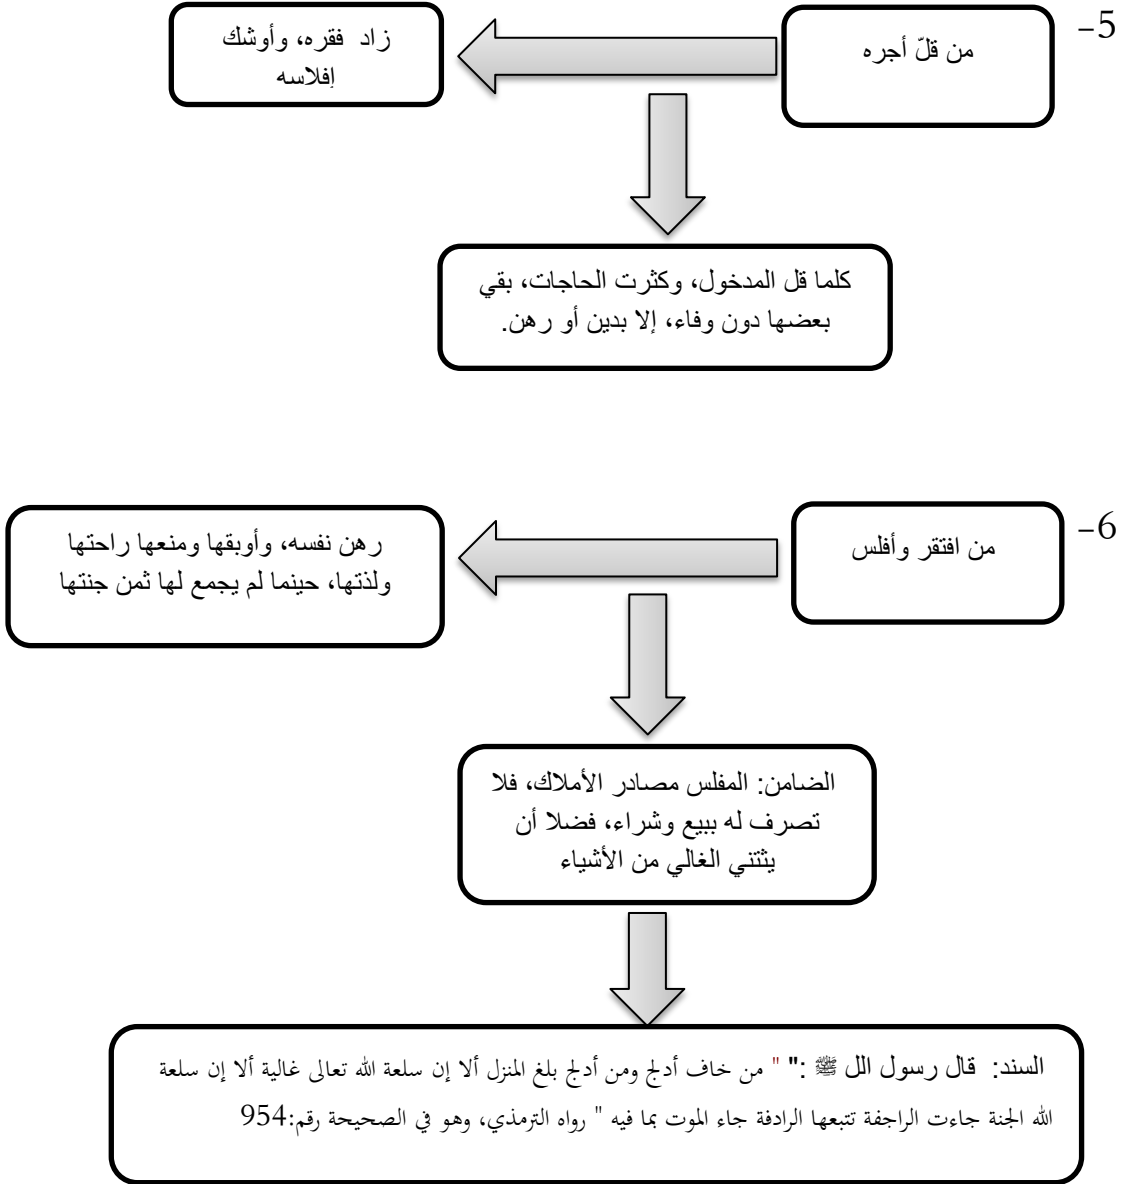 5-
من قلّ أجره
زاد فقره، وأوشك
إفلاسه
كلما قل المدخول، وكثرت الحاجات، بقي
بعضها دون وفاء، إلا بدين أو رهن.
6-
من افتقر وأفلس
رهن نفسه، وأوبقها ومنعها راحتها
ولذتها، حينما لم يجمع لها ثمن جنتها
الضامن: المفلس مصادر الأملاك، فلا
تصرف له ببيع وشراء، فضلا أن
يثتني الغالي من الأشياء
السند: قال رسول الل ﷺ :" " من خاف أدلج ومن أدلج بلغ المنزل ألا إن سلعة الله تعالى غالية ألا إن سلعة
الله الجنة جاءت الراجفة تتبعها الرادفة جاء الموت بما فيه " رواه الترمذي، وهو في الصحيحة رقم:954